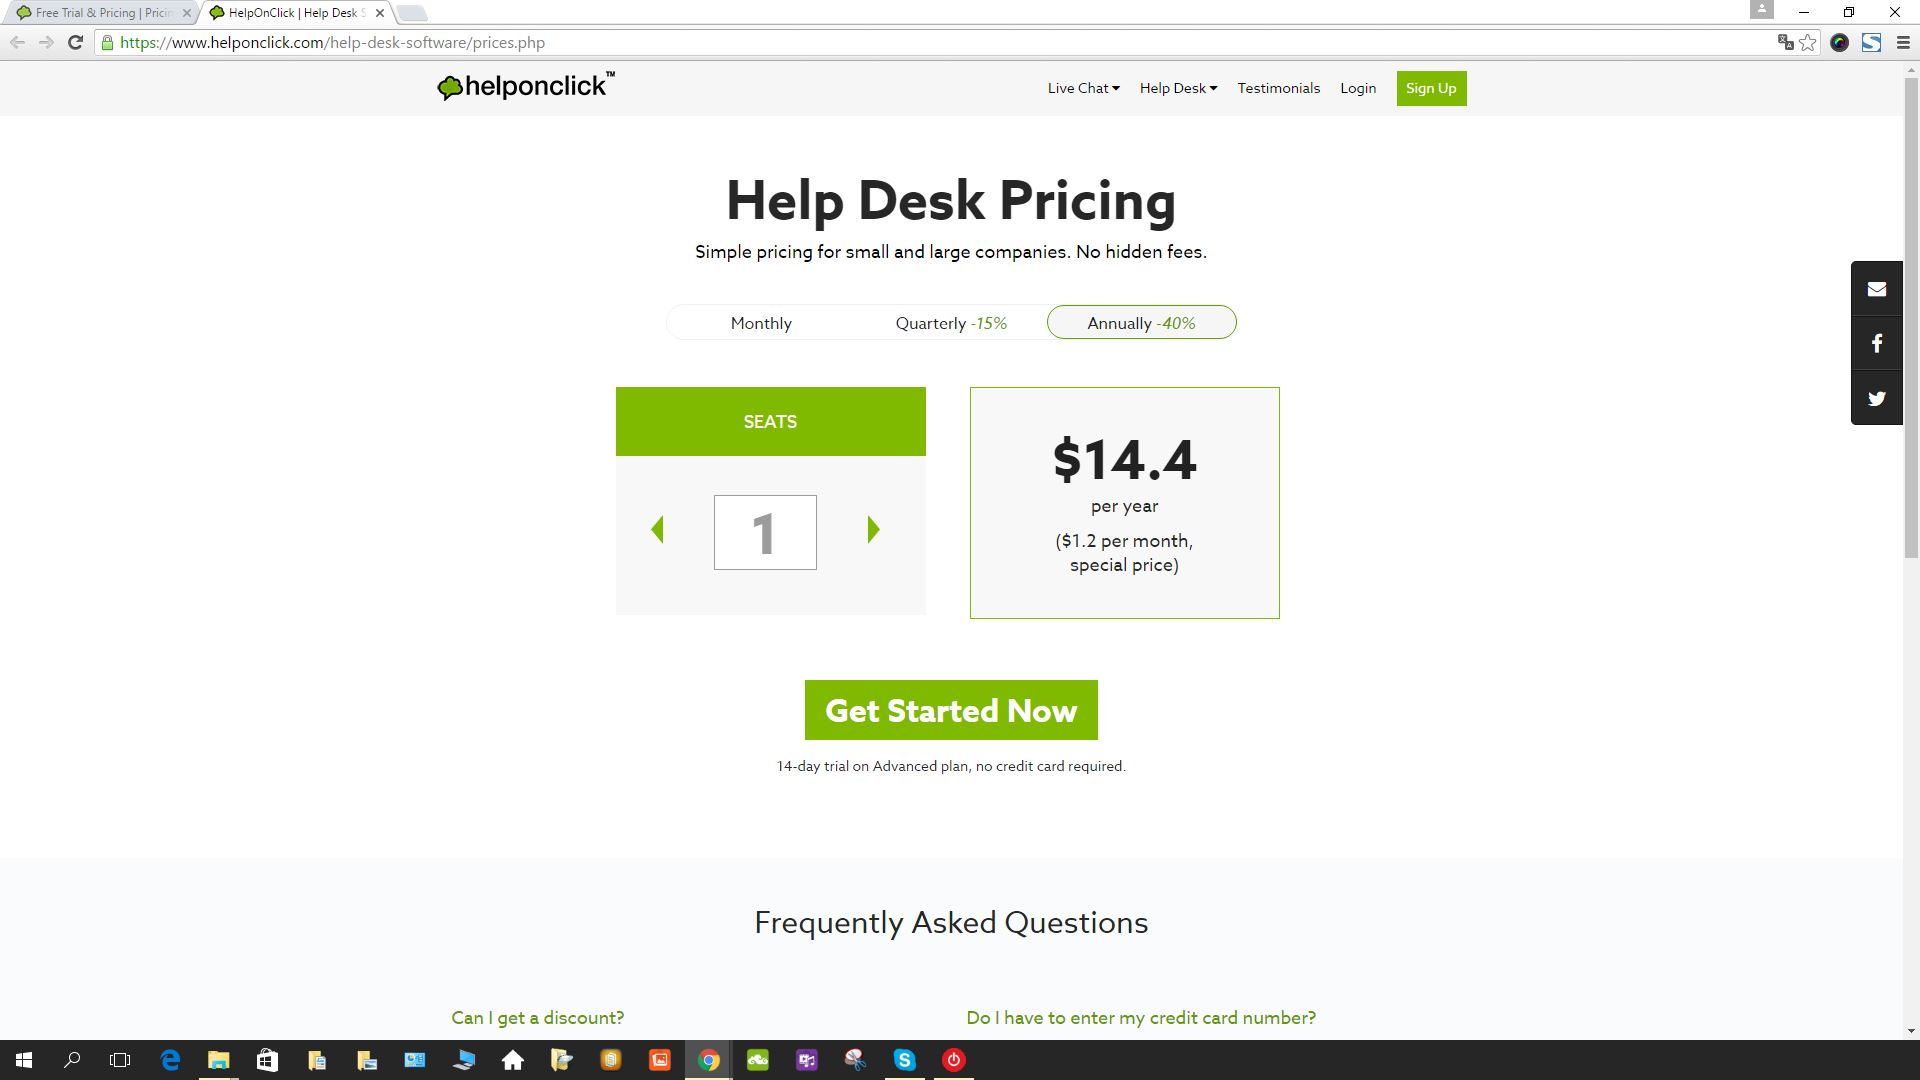 Free Trial & Pricing | Pricin
HelpOnClick | Help Desk S
https://www.helponclick.com/help-desk-software/prices.php
helponclick™
Live Chat
Help Desk
Testimonials
Login
Sign Up
Help Desk Pricing
Simple pricing for small and large companies. No hidden fees.
Monthly
Quarterly -15%
Annually -40%
SEATS
1
$14.4
per year
($1.2 per month,
special price)
Get Started Now
14-day trial on Advanced plan, no credit card required.
Frequently Asked Questions
Can I get a discount?
Do I have to enter my credit card number?